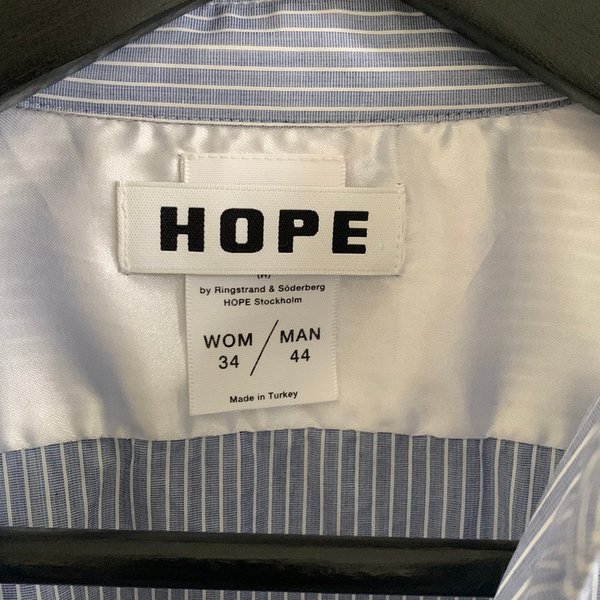 HOPE
(H)
by Ringstrand & Söderberg
HOPE Stockholm
WOM / MAN
34 44
Made in Turkey